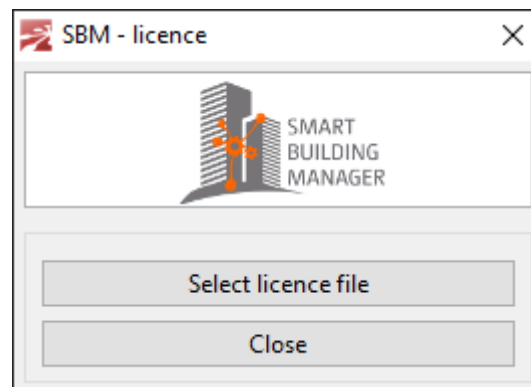 SBM - licence
SMART
BUILDING
MANAGER
Select licence file
Close